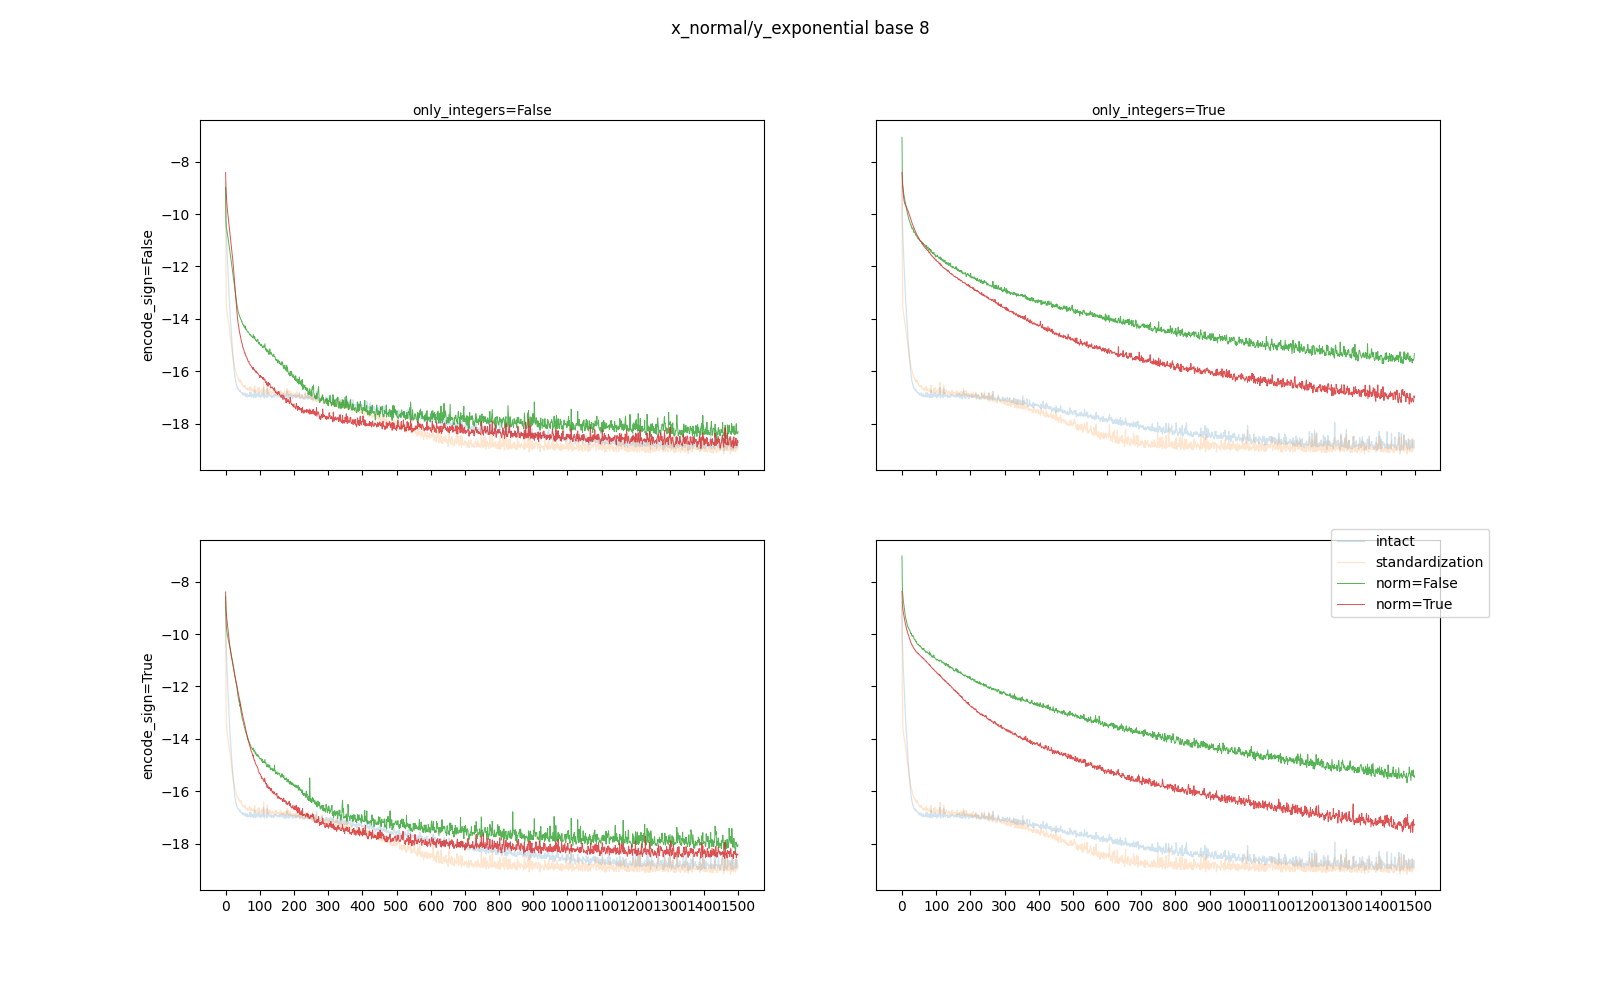 x_normal/y_exponential base 8
only_integers=False
only_integers=True
encode_sign=False
−8
−10
−12
−14
−16
−18
encode_sign=True
−8
−10
−12
−14
−16
−18
intact
standardization
norm=False
norm=True
0 100 200 300 400 500 600 700 800 900 1000 1100 1200 1300 1400 1500
0 100 200 300 400 500 600 700 800 900 1000 1100 1200 1300 1400 1500